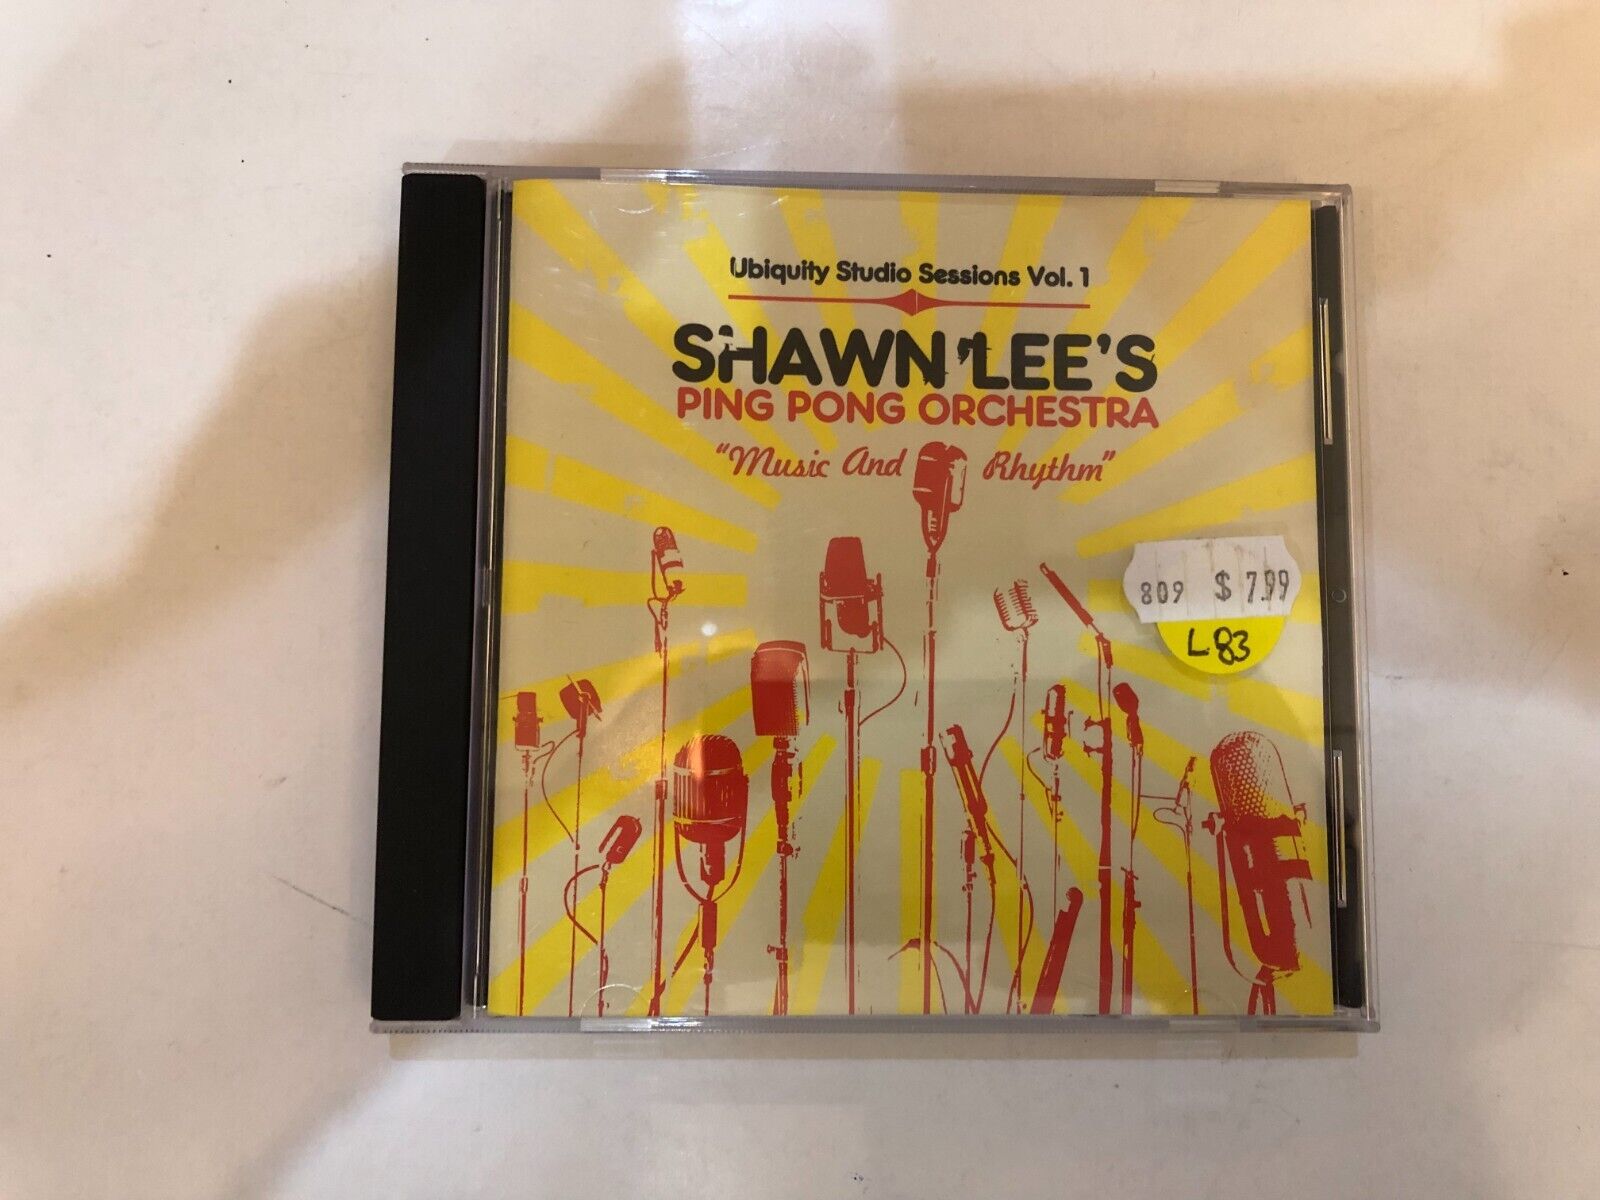 Ubiquity Studio Sessions Vol. 1
SHAWN LEE'S
PING PONG ORCHESTRA
"Music And Rhythm"
809 $ 7.99
L83